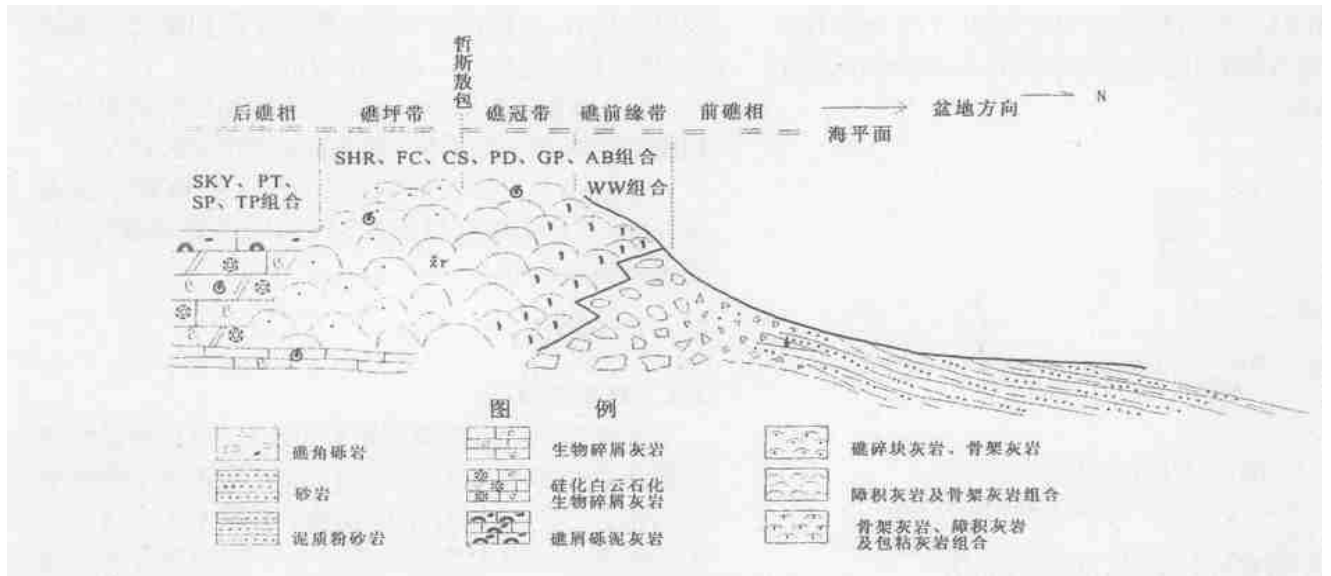 哲斯敖包
后礁相 礁坪带 礁冠带 礁前缘带 前礁相 盆地方向 N
海平面
SHR、FC、CS、PD、GP、AB组合
SKY、PT、
SP、TP组合
WW组合
图 例
礁角砾岩
生物碎屑灰岩
礁碎块灰岩、骨架灰岩
砂岩
硅化白云石化
生物碎屑灰岩
障积灰岩及骨架灰岩组合
泥质粉砂岩
礁屑砾泥灰岩
骨架灰岩、障积灰岩
及包粘灰岩组合